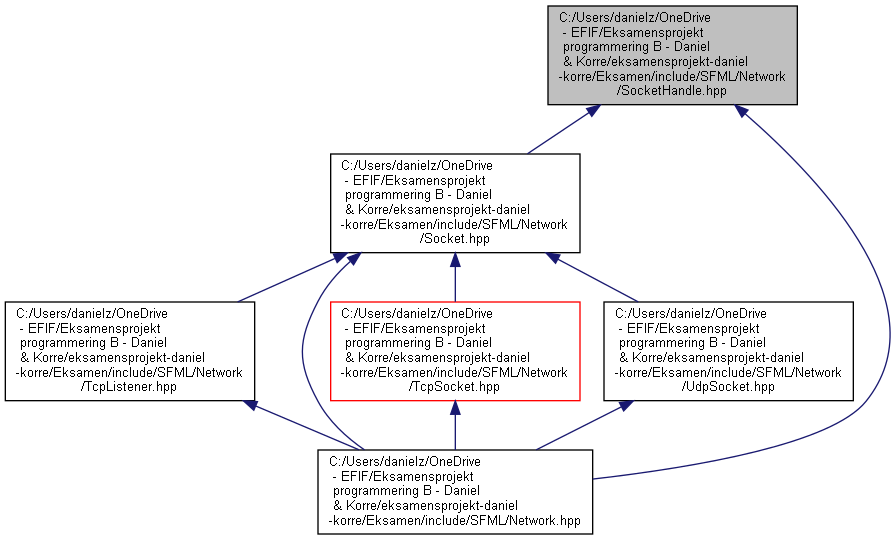 C:/Users/danielz/OneDrive
- EFIF/Eksamensprojekt
programmering B - Daniel
& Korre/eksamensprojekt-daniel
-korre/Eksamen/include/SFML/Network
/SocketHandle.hpp
C:/Users/danielz/OneDrive
- EFIF/Eksamensprojekt
programmering B - Daniel
& Korre/eksamensprojekt-daniel
-korre/Eksamen/include/SFML/Network
/Socket.hpp
C:/Users/danielz/OneDrive
- EFIF/Eksamensprojekt
programmering B - Daniel
& Korre/eksamensprojekt-daniel
-korre/Eksamen/include/SFML/Network
/TcpListener.hpp
C:/Users/danielz/OneDrive
- EFIF/Eksamensprojekt
programmering B - Daniel
& Korre/eksamensprojekt-daniel
-korre/Eksamen/include/SFML/Network
/TcpSocket.hpp
C:/Users/danielz/OneDrive
- EFIF/Eksamensprojekt
programmering B - Daniel
& Korre/eksamensprojekt-daniel
-korre/Eksamen/include/SFML/Network
/UdpSocket.hpp
C:/Users/danielz/OneDrive
- EFIF/Eksamensprojekt
programmering B - Daniel
& Korre/eksamensprojekt-daniel
-korre/Eksamen/include/SFML/Network.hpp